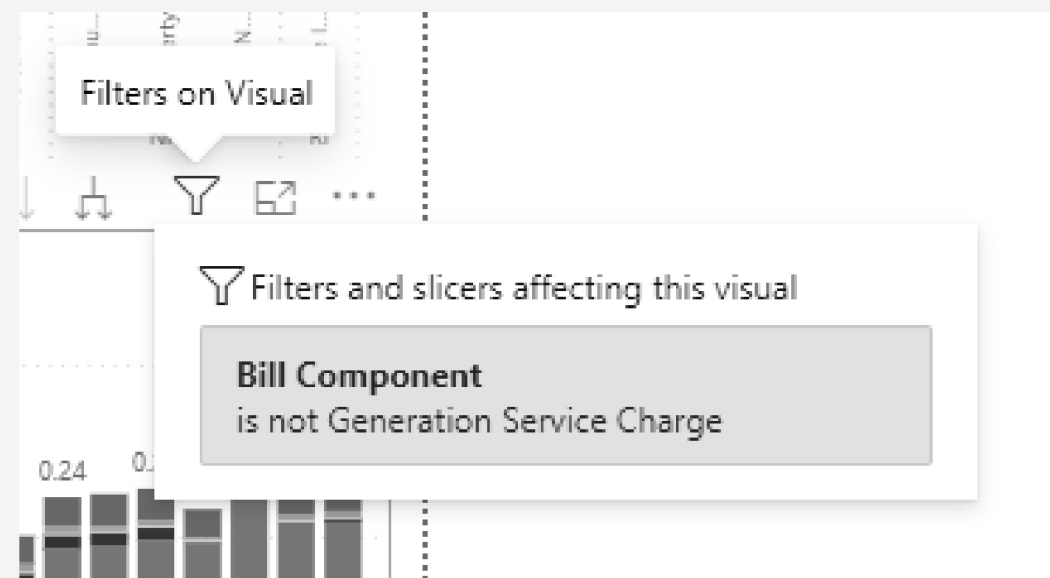 Filters on Visual
Filters and slicers affecting this visual
Bill Component
is not Generation Service Charge
0.24